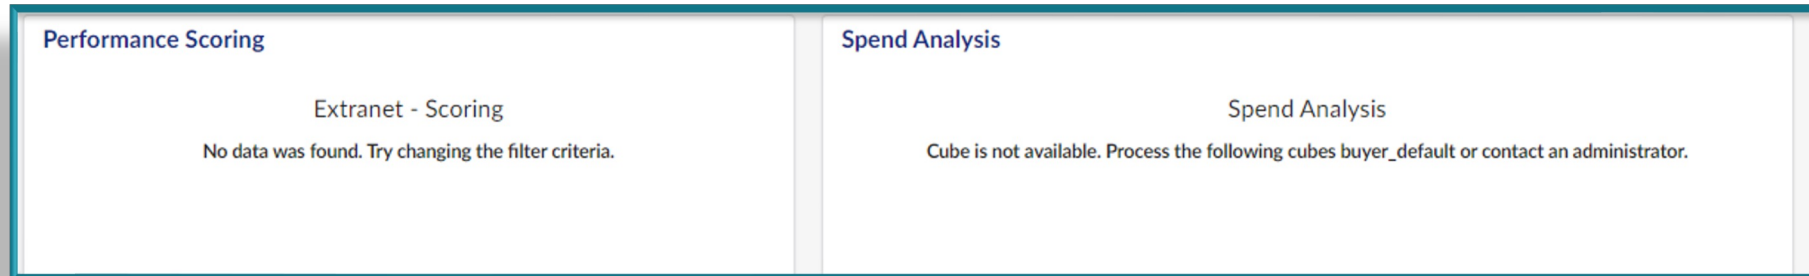 Performance Scoring
Extranet - Scoring
No data was found. Try changing the filter criteria.
Spend Analysis
Spend Analysis
Cube is not available. Process the following cubes buyer_default or contact an administrator.